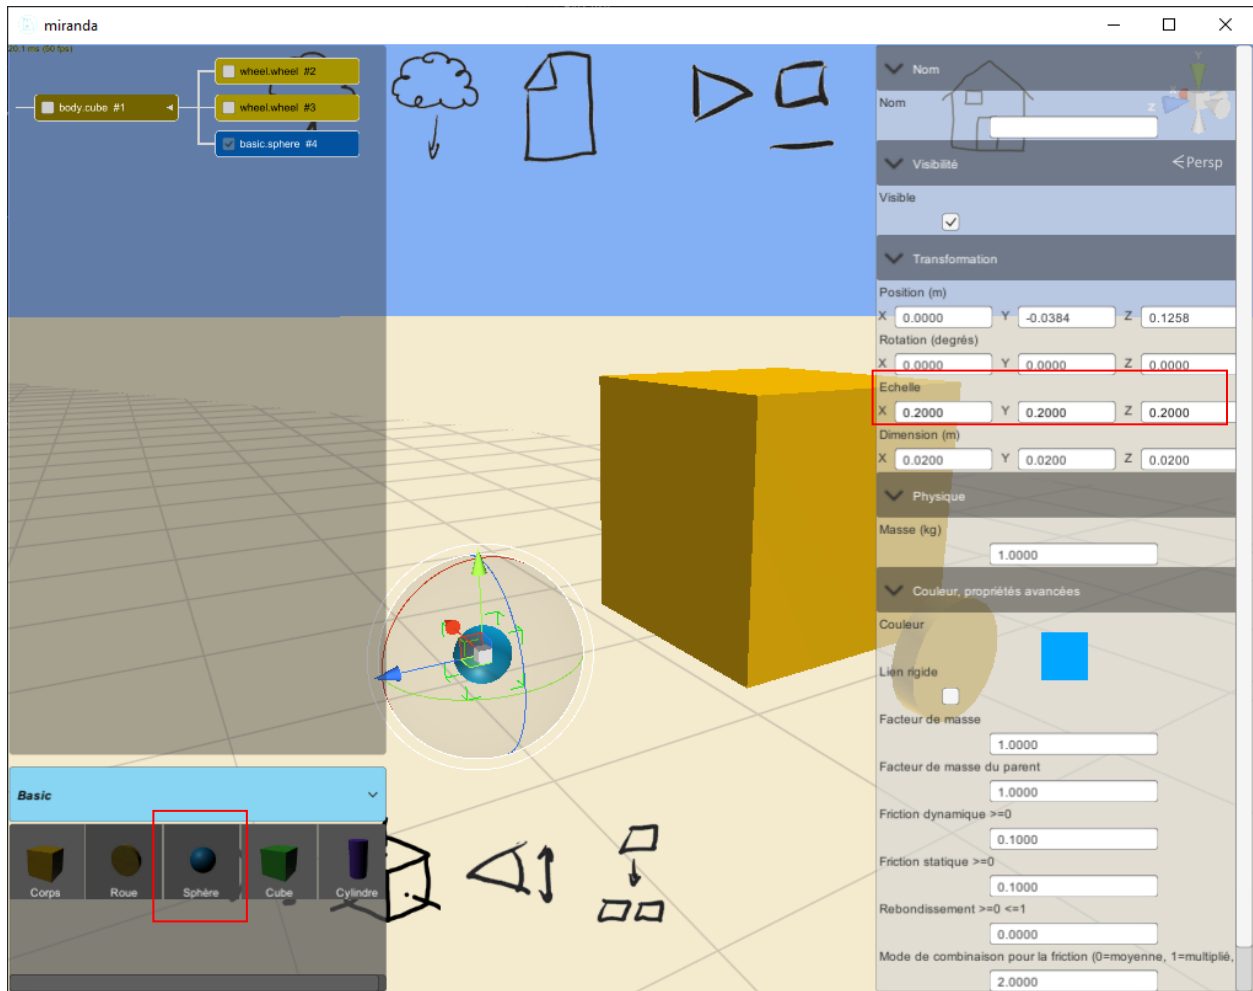 miranda
20.1 ms (50 fps)
wheel.wheel #2
body.cube #1
wheel.wheel #3
basic.sphere #4
Nom
Nom
Visibilité
Persp
Visible
Transformation
Position (m)
X 0.0000 Y -0.0384 Z 0.1258
Rotation (degrés)
X 0.0000 Y 0.0000 Z 0.0000
Echelle
X 0.2000 Y 0.2000 Z 0.2000
Dimension (m)
X 0.0200 Y 0.0200 Z 0.0200
Physique
Masse (kg)
1.0000
Couleur, propriétés avancées
Couleur
Lien rigide
Facteur de masse
1.0000
Facteur de masse du parent
1.0000
Friction dynamique >=0
0.1000
Friction statique >=0
0.1000
Rebondissement >=0 <=1
0.0000
Mode de combinaison pour la friction (0=moyenne, 1=multiplié,
2.0000
Basic
Corps Roue Sphère Cube Cylindre
Y
X
Z